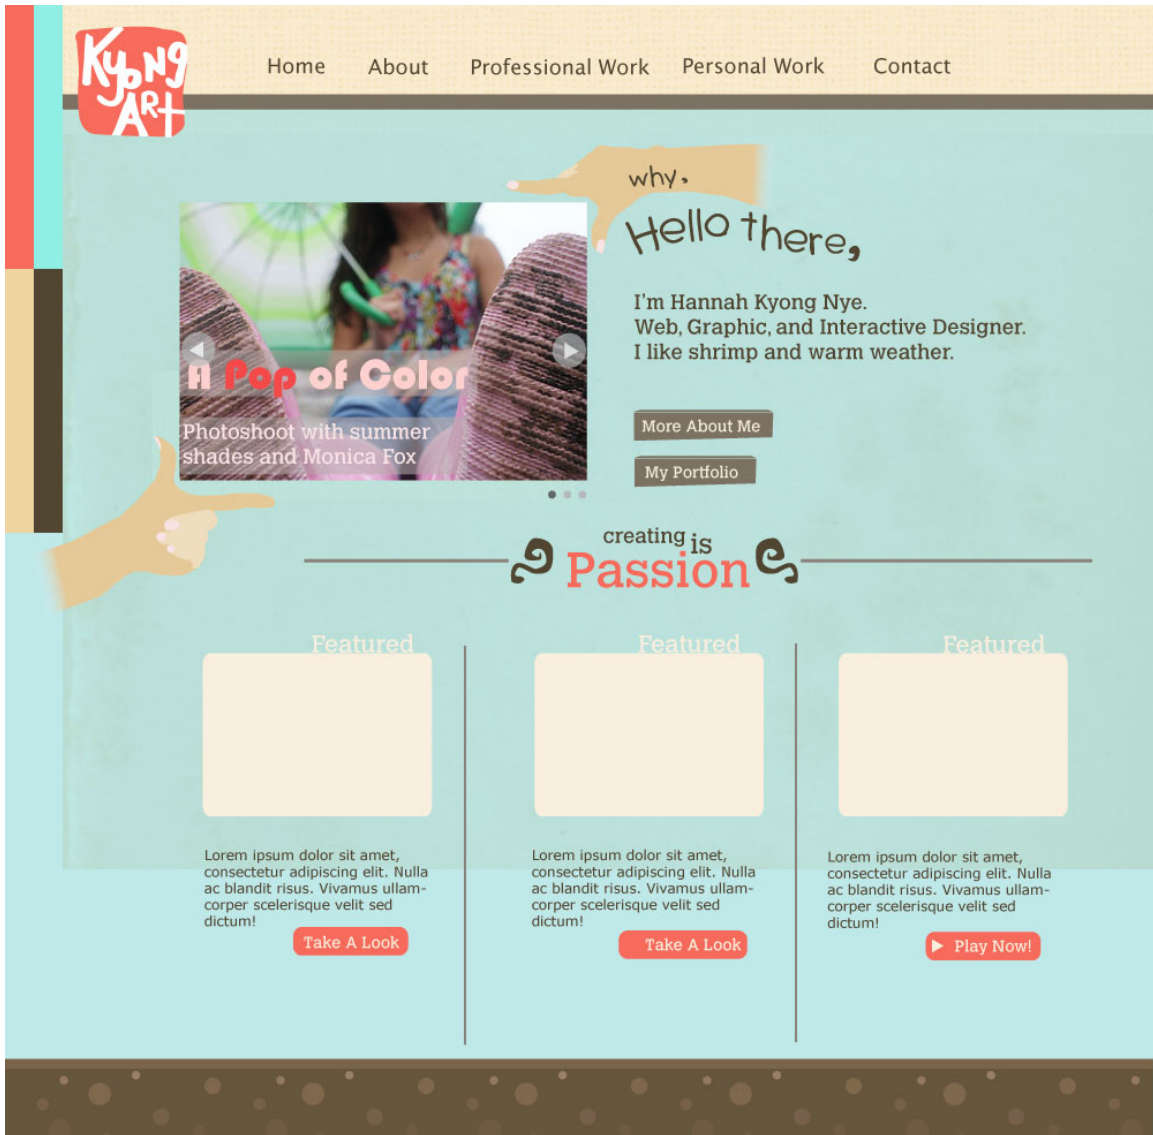 Kyong
Art
Home About Professional Work Personal Work Contact
why,
Hello there,
I'm Hannah Kyong Nye.
Web, Graphic, and Interactive Designer.
I like shrimp and warm weather.
A Pop of Color
Photoshoot with summer
shades and Monica Fox
More About Me
My Portfolio
creating is
Passion
Featured
Lorem ipsum dolor sit amet,
consectetur adipiscing elit. Nulla
ac blandit risus. Vivamus ullam-
corper scelerisque velit sed
dictum!
Take A Look
Featured
Lorem ipsum dolor sit amet,
consectetur adipiscing elit. Nulla
ac blandit risus. Vivamus ullam-
corper scelerisque velit sed
dictum!
Take A Look
Featured
Lorem ipsum dolor sit amet,
consectetur adipiscing elit. Nulla
ac blandit risus. Vivamus ullam-
corper scelerisque velit sed
dictum!
Play Now!